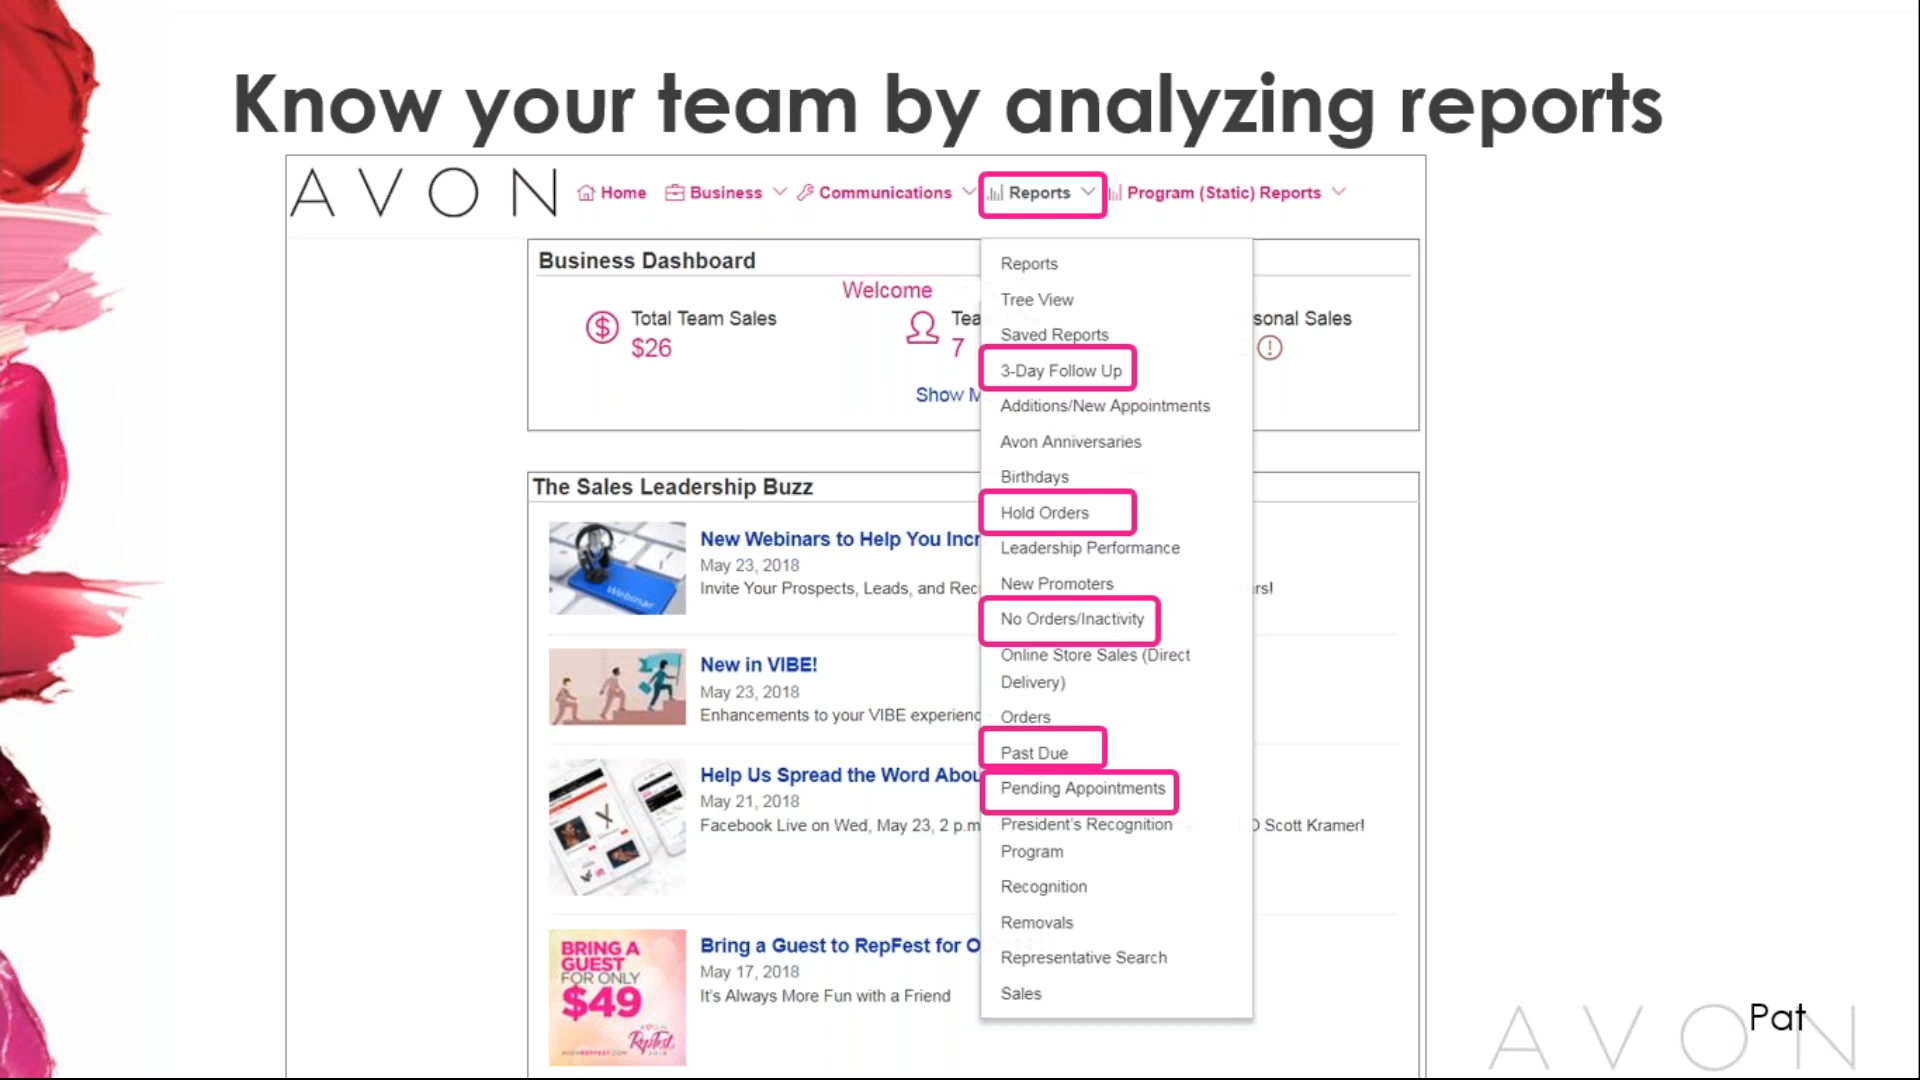 Know your team by analyzing reports
AVON
Home Business Communications Reports Program (Static) Reports
Business Dashboard
Welcome
Total Team Sales
$26
Tea
7
sonal Sales
Show M
Reports
Tree View
Saved Reports
3-Day Follow Up
Additions/New Appointments
Avon Anniversaries
Birthdays
Hold Orders
Leadership Performance
New Promoters
No Orders/Inactivity
Online Store Sales (Direct
Delivery)
Orders
Past Due
Pending Appointments
President's Recognition
Program
Recognition
Removals
Representative Search
Sales
The Sales Leadership Buzz
Webinar
New Webinars to Help You Incr
May 23, 2018
Invite Your Prospects, Leads, and Rec
rs!
New in VIBE!
May 23, 2018
Enhancements to your VIBE experienc
Help Us Spread the Word Abou
May 21, 2018
Facebook Live on Wed, May 23, 2 p.m
O Scott Kramer!
BRING A
GUEST
FOR ONLY
$49
AVON
RepFest
2018
Bring a Guest to RepFest for O
May 17, 2018
It's Always More Fun with a Friend
AVON
Pat